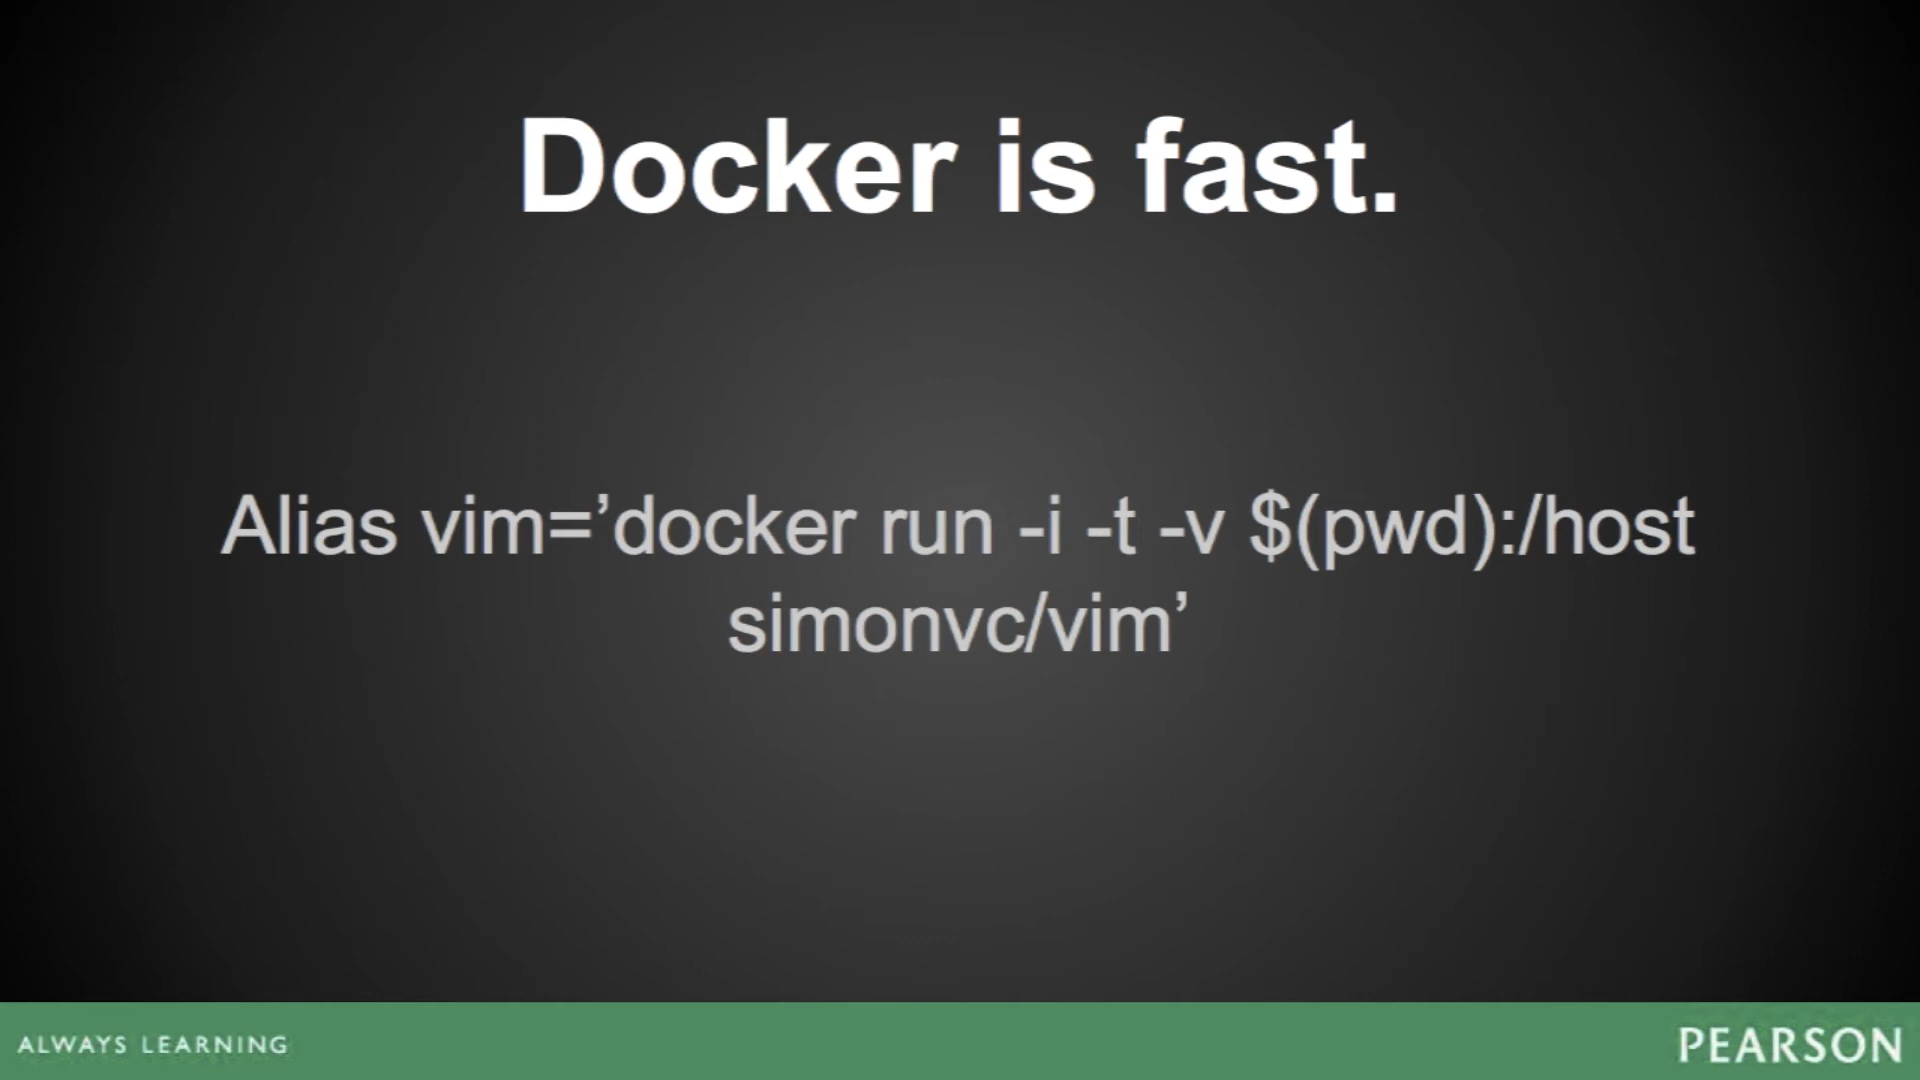 Docker is fast.
Alias vim=’docker run -i -t -v $(pwd):/host
simonvc/vim’
ALWAYS LEARNING
PEARSON